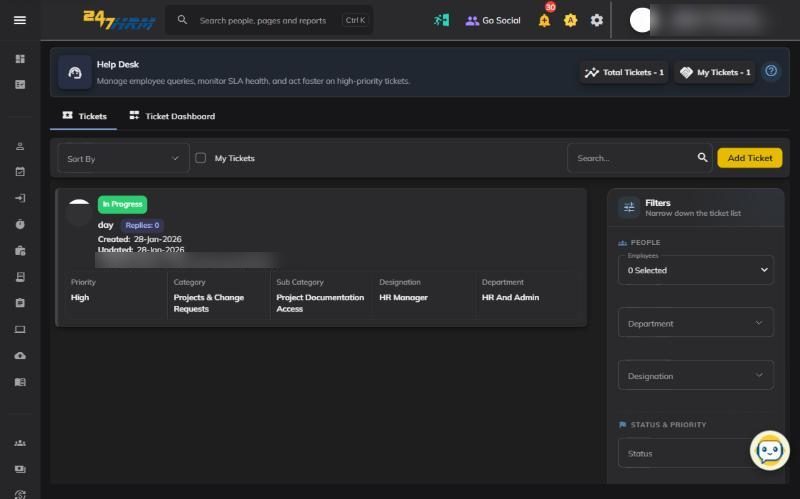 247HRM
Search people, pages and reports
Ctrl K
Go Social
30
A
Help Desk
Manage employee queries, monitor SLA health, and act faster on high-priority tickets.
Total Tickets - 1
My Tickets - 1
?
Tickets
Ticket Dashboard
Sort By
My Tickets
Search...
Add Ticket
In Progress
day
Replies: 0
Created: 28-Jan-2026
Updated: 28-Jan-2026
Priority
High
Category
Projects & Change
Requests
Sub Category
Project Documentation
Access
Designation
HR Manager
Department
HR And Admin
Filters
Narrow down the ticket list
PEOPLE
Employees
0 Selected
Department
Designation
STATUS & PRIORITY
Status